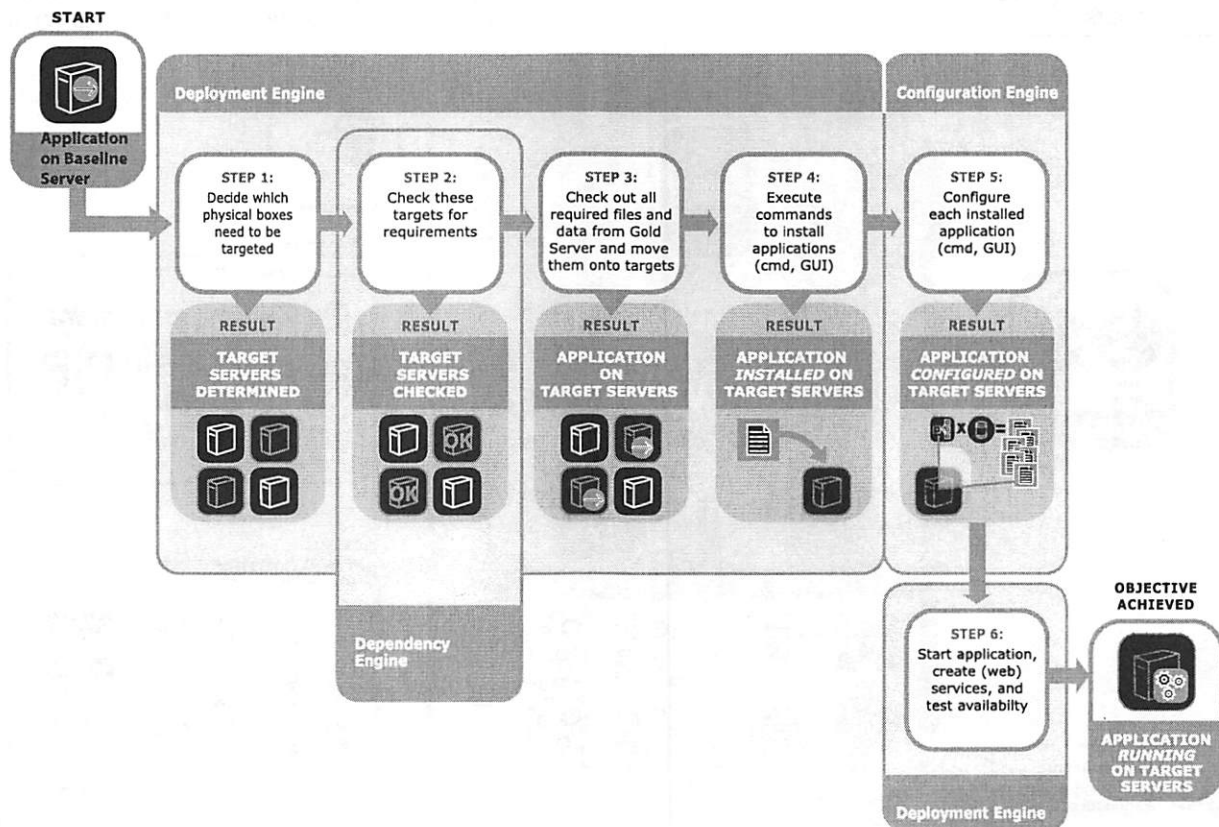 START
Application
on Baseline
Server
Deployment Engine
Configuration Engine
STEP 1:
Decide which
physical boxes
need to be
targeted
STEP 2:
Check these
targets for
requirements
STEP 3:
Check out all
required files and
data from Gold
Server and move
them onto targets
STEP 4:
Execute
commands
to install
applications
(cmd, GUI)
STEP 5:
Configure
each installed
application
(cmd, GUI)
RESULT
TARGET
SERVERS
DETERMINED
RESULT
TARGET
SERVERS
CHECKED
OK
OK
RESULT
APPLICATION
ON
TARGET SERVERS
RESULT
APPLICATION
INSTALLED ON
TARGET SERVERS
RESULT
APPLICATION
CONFIGURED ON
TARGET SERVERS
x
=
Dependency
Engine
STEP 6:
Start application,
create (web)
services, and
test availabilty
Deployment Engine
OBJECTIVE
ACHIEVED
APPLICATION
RUNNING
ON TARGET
SERVERS